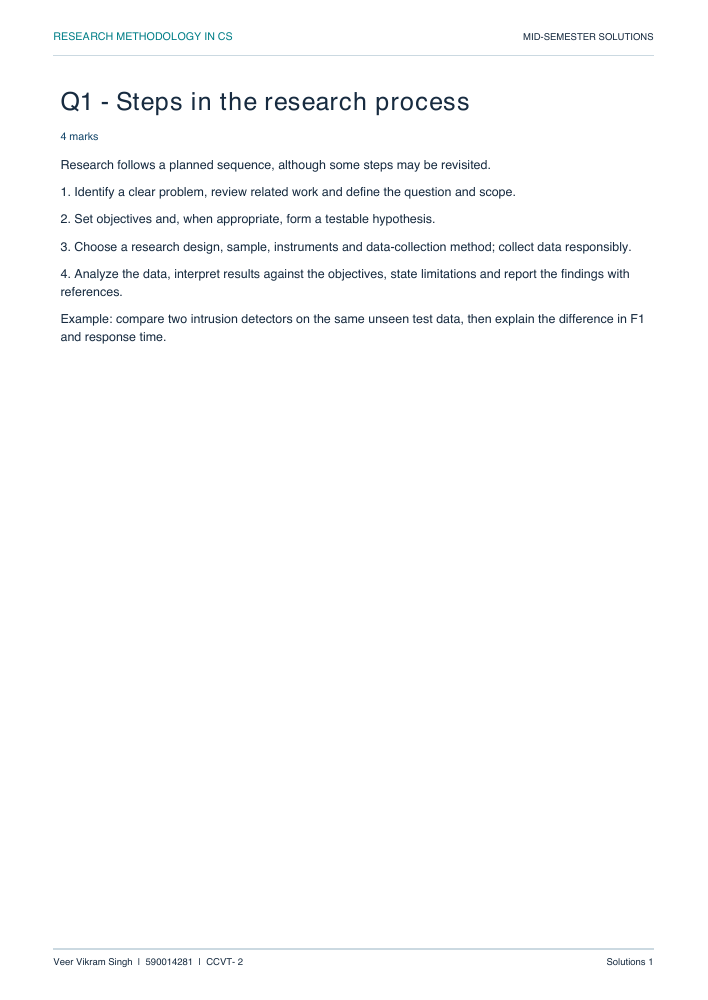 RESEARCH METHODOLOGY IN CS
MID-SEMESTER SOLUTIONS
Q1 - Steps in the research process
4 marks
Research follows a planned sequence, although some steps may be revisited.
1. Identify a clear problem, review related work and define the question and scope.
2. Set objectives and, when appropriate, form a testable hypothesis.
3. Choose a research design, sample, instruments and data-collection method; collect data responsibly.
4. Analyze the data, interpret results against the objectives, state limitations and report the findings with
references.
Example: compare two intrusion detectors on the same unseen test data, then explain the difference in F1
and response time.
Veer Vikram Singh | 590014281 | CCVT- 2
Solutions 1